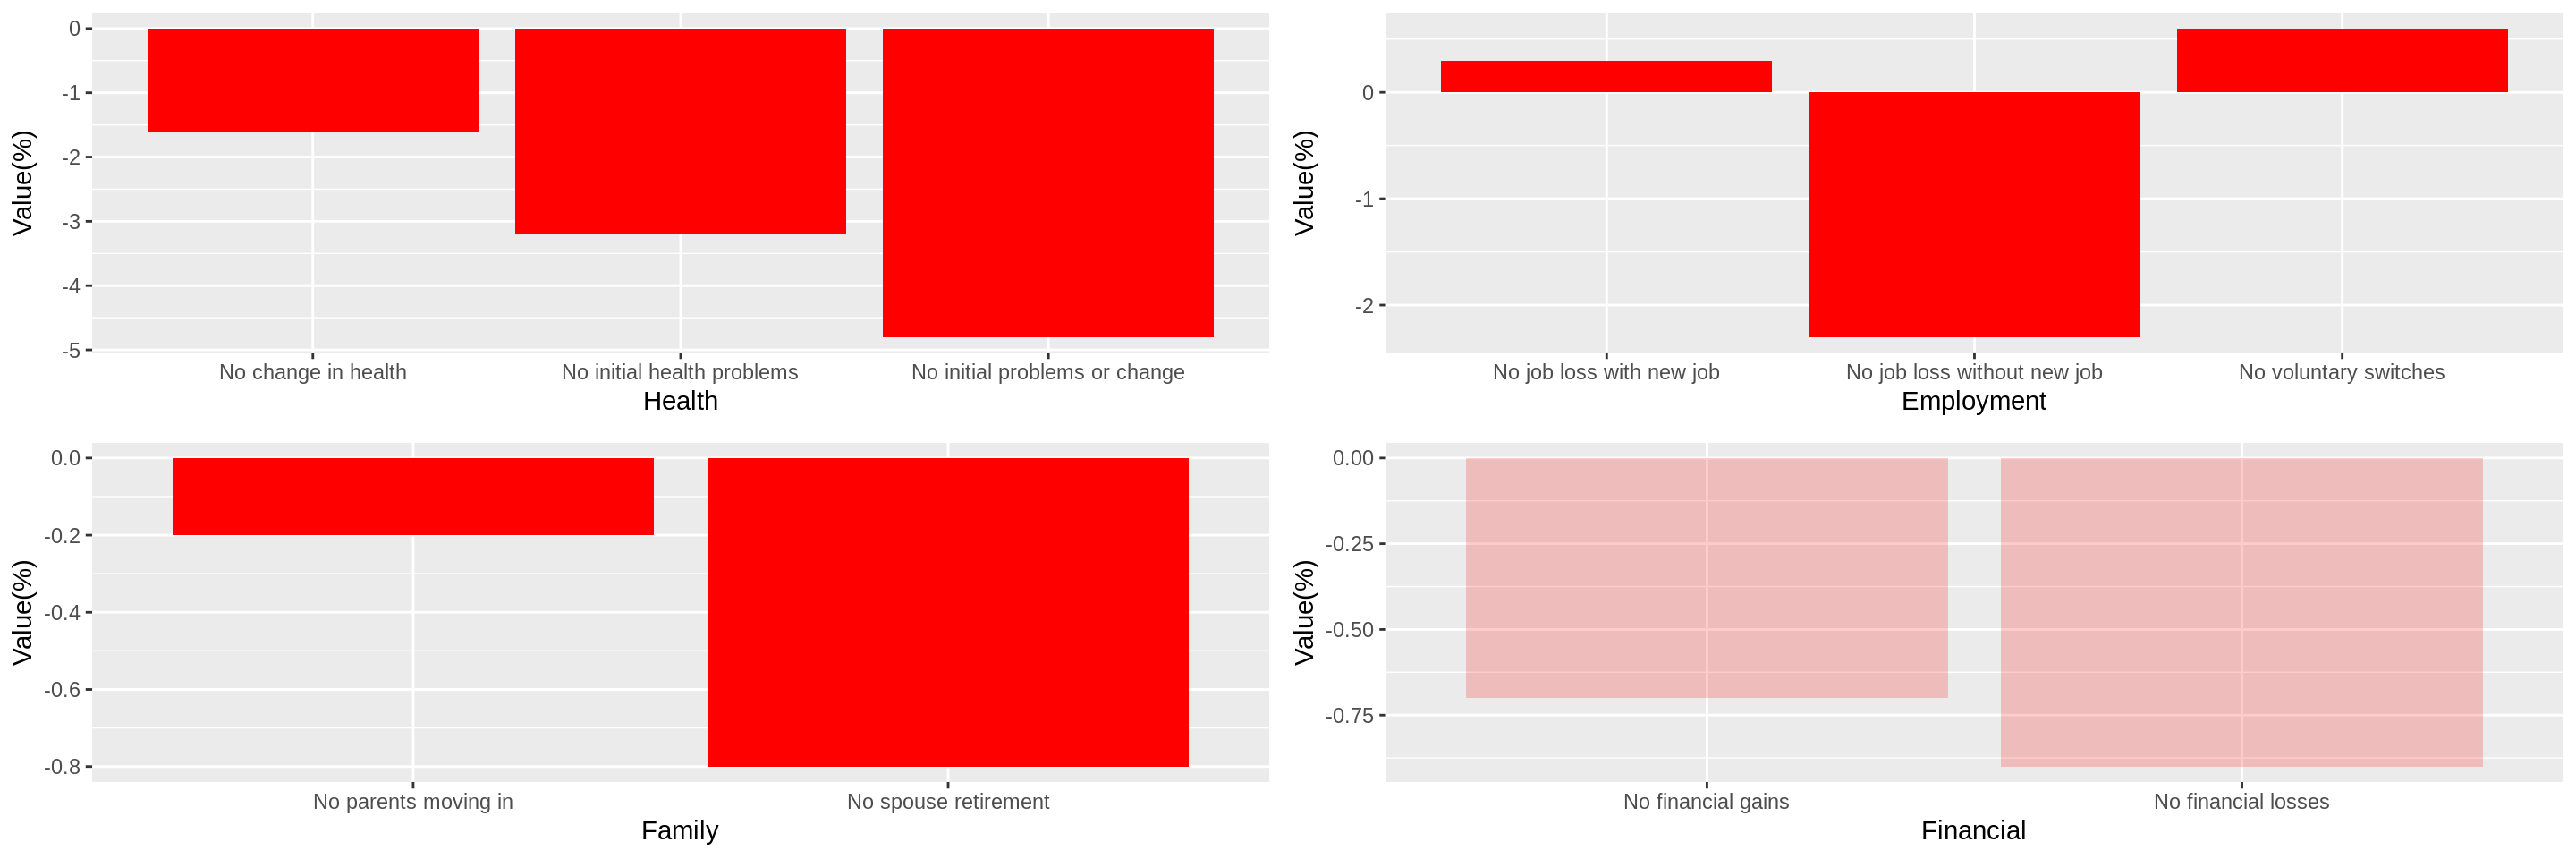 Value(%)
0
-1
-2
-3
-4
-5
No change in health
No initial health problems
No initial problems or change
Health
Value(%)
0
-1
-2
No job loss with new job
No job loss without new job
No voluntary switches
Employment
Value(%)
0.0
-0.2
-0.4
-0.6
-0.8
No parents moving in
No spouse retirement
Family
Value(%)
0.00
-0.25
-0.50
-0.75
No financial gains
No financial losses
Financial